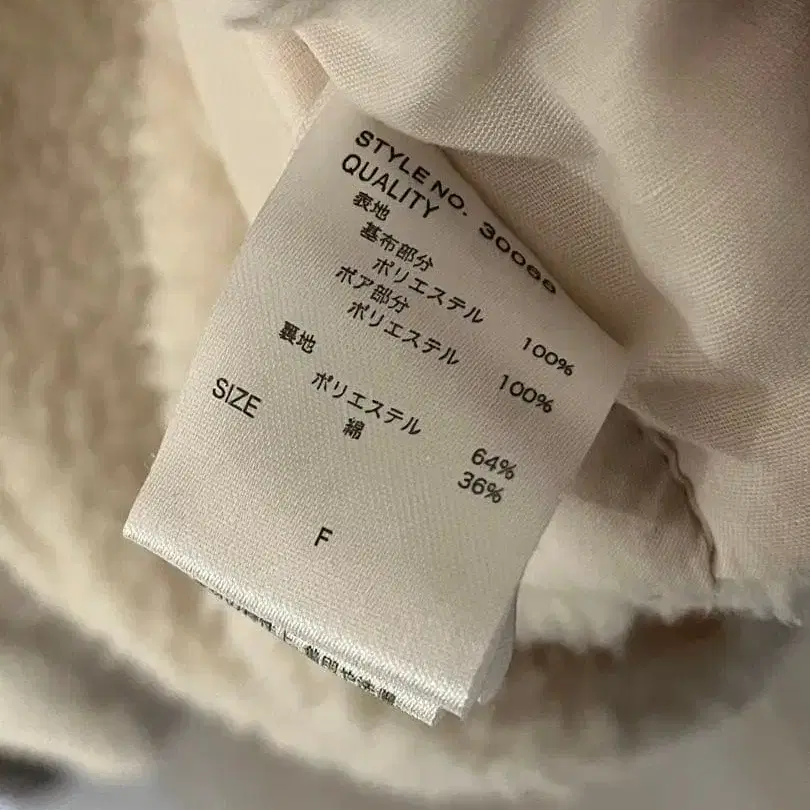 STYLE NO.
QUALITY
表地
基布部分
ポリエステル 100%
ボア部分
ポリエステル 100%
裏地
ポリエステル 64%
綿 36%
SIZE
F